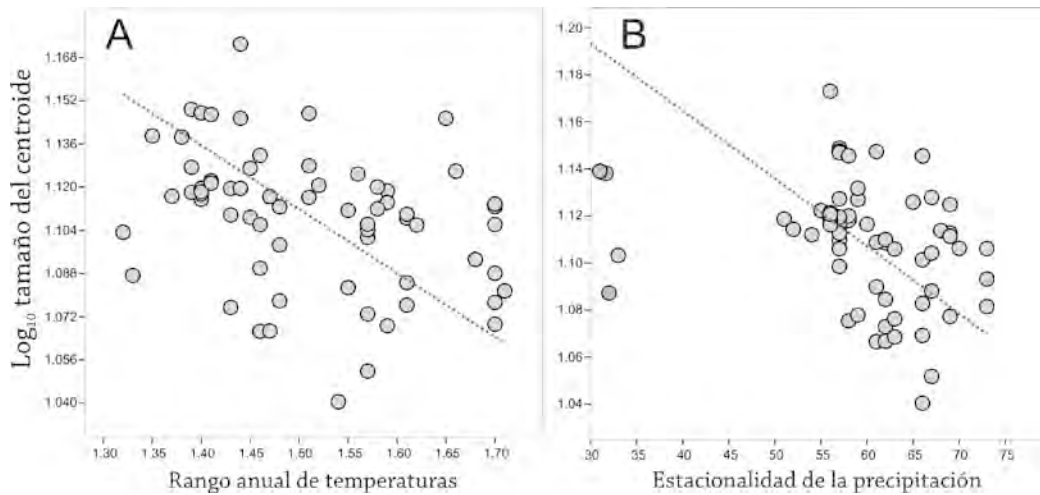 A
B
Log₁₀ tamaño del centroide
1.168
1.152
1.136
1.120
1.104
1.088
1.072
1.056
1.040
1.30 1.35 1.40 1.45 1.50 1.55 1.60 1.65 1.70
Rango anual de temperaturas
1.20
1.18
1.16
1.14
1.12
1.10
1.08
1.06
1.04
30 35 40 45 50 55 60 65 70 75
Estacionalidad de la precipitación